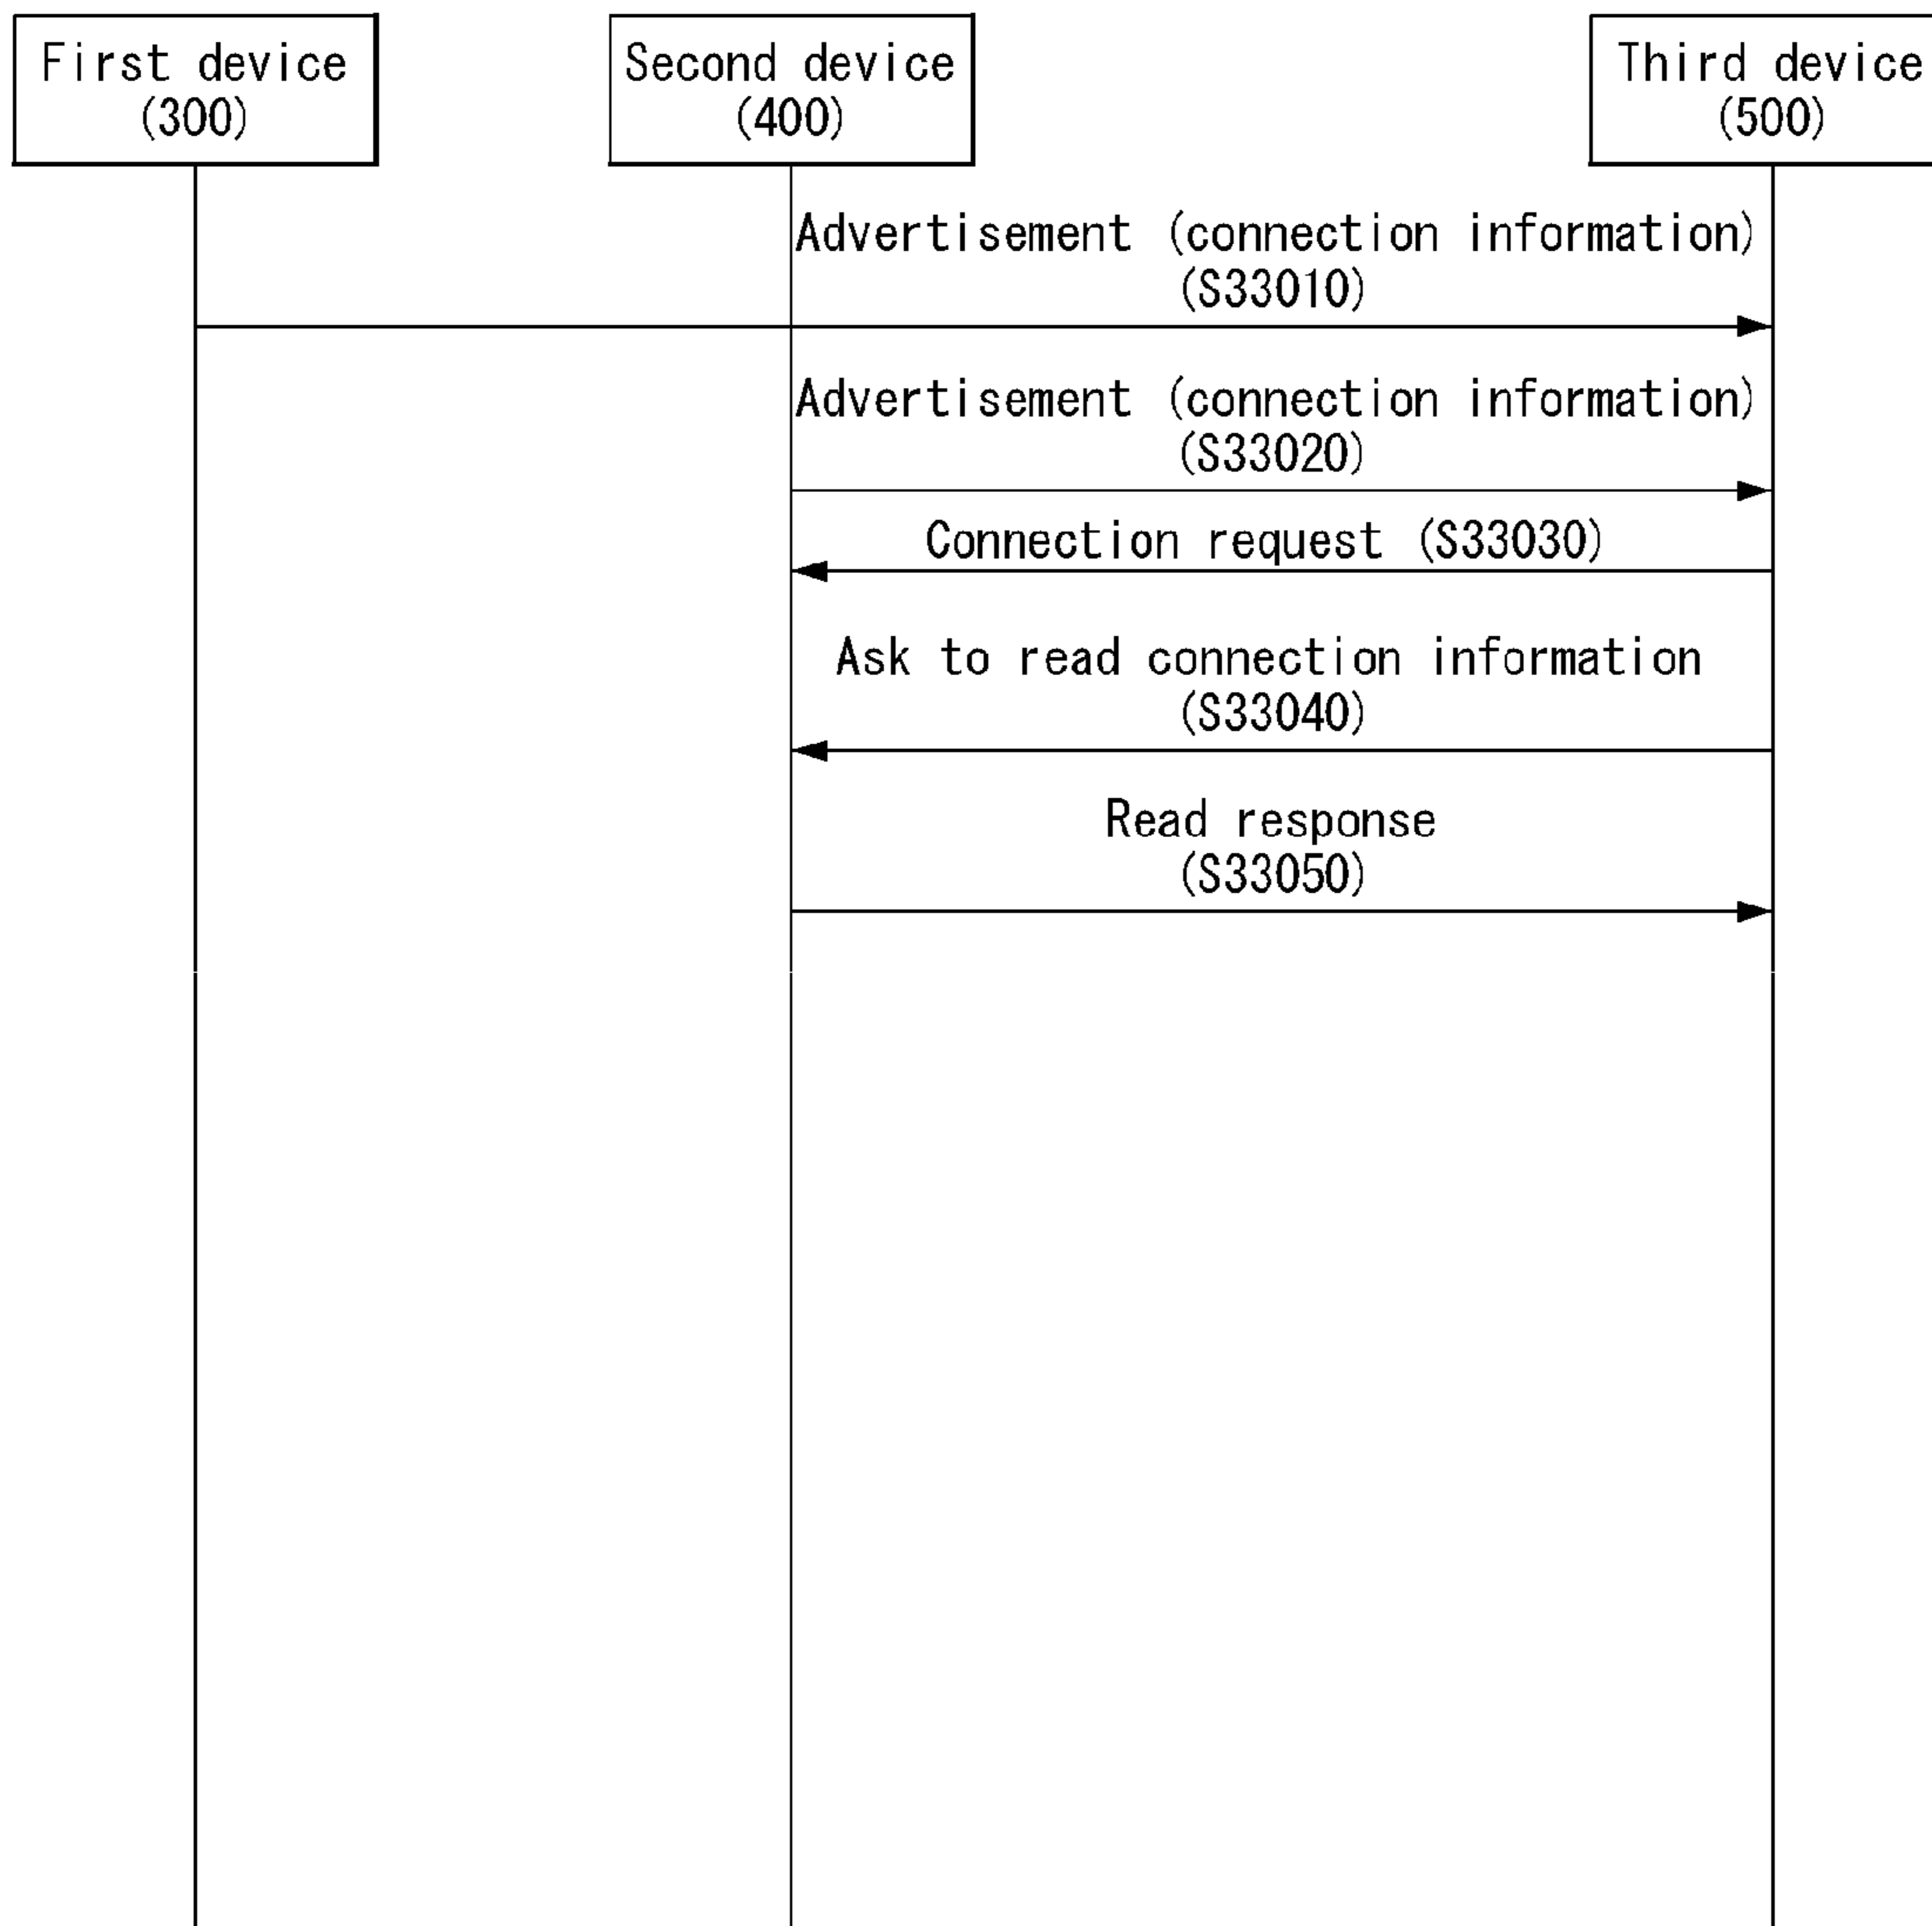 First device
(300)
Second device
(400)
Third device
(500)
Advertisement (connection information)
(S33010)
Advertisement (connection information)
(S33020)
Connection request (S33030)
Ask to read connection information
(S33040)
Read response
(S33050)